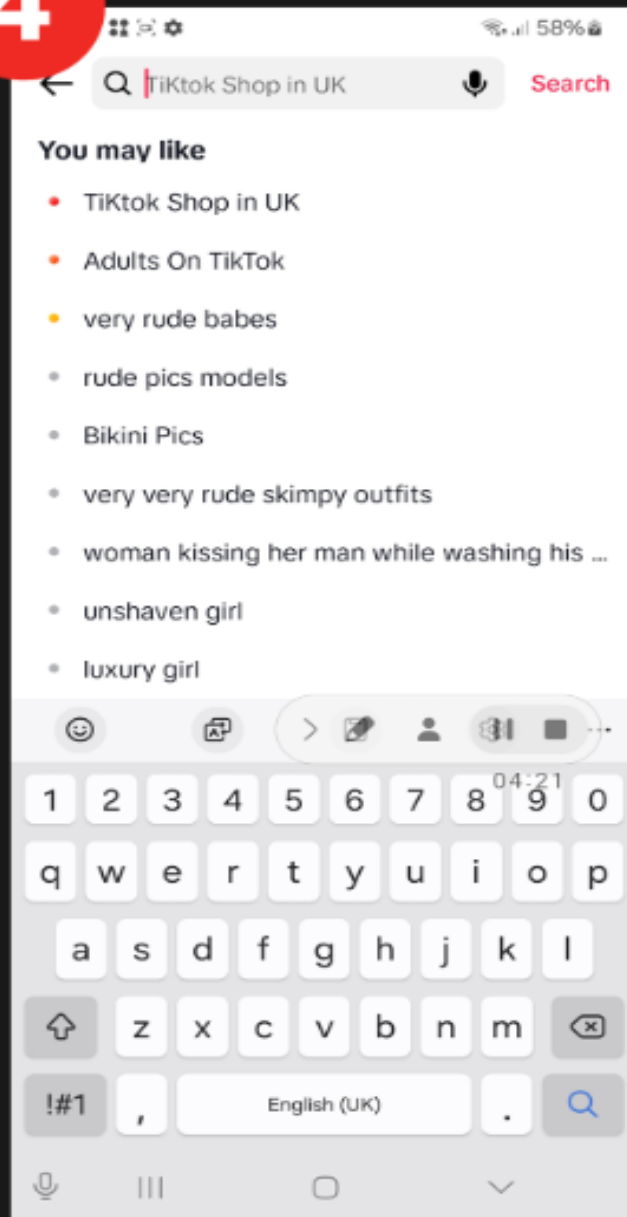 4
58%
TiKtok Shop in UK
Search
You may like
TiKtok Shop in UK
Adults On TikTok
very rude babes
rude pics models
Bikini Pics
very very rude skimpy outfits
woman kissing her man while washing his ...
unshaven girl
luxury girl
04:21
1 2 3 4 5 6 7 8 9 0
q w e r t y u i o p
a s d f g h j k l
z x c v b n m
!#1 , English (UK) .